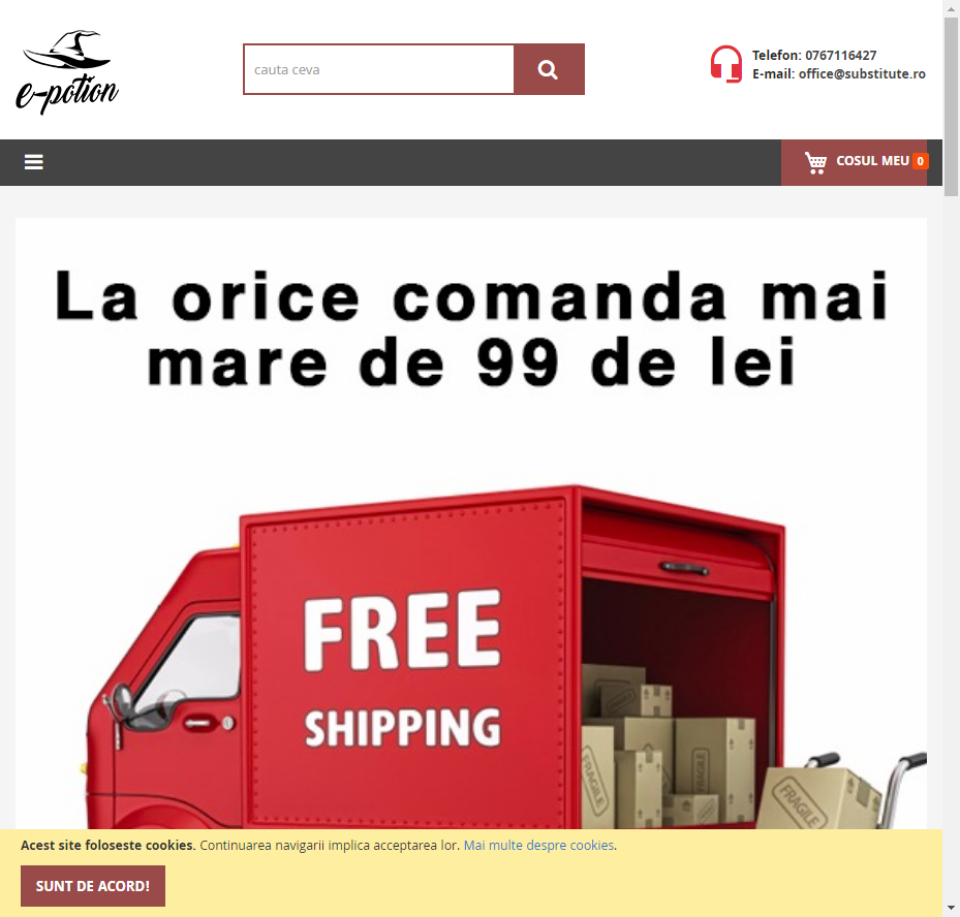 e-potion
cauta ceva
Telefon: 0767116427
E-mail: office@substitute.ro
COSUL MEU 0
La orice comanda mai
mare de 99 de lei
FREE
SHIPPING
FRAGILE
FRAGILE
FRAGILE
Acest site foloseste cookies. Continuarea navigarii implica acceptarea lor. Mai multe despre cookies.
SUNT DE ACORD!